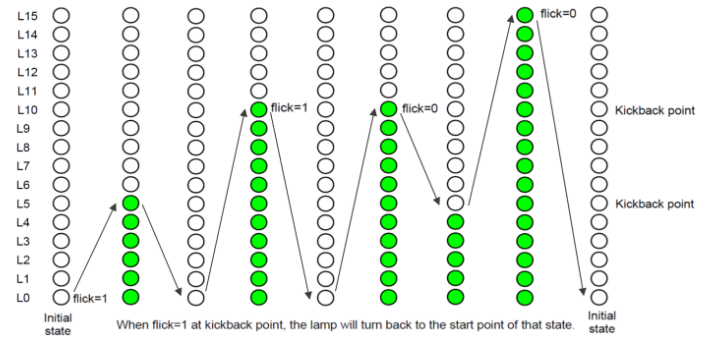 L15 flick=0
L14
L13
L12
L11
L10 flick=1 flick=0 Kickback point
L9
L8
L7
L6
L5 Kickback point
L4
L3
L2
L1
L0 flick=1
Initial state
When flick=1 at kickback point, the lamp will turn back to the start point of that state.
Initial state